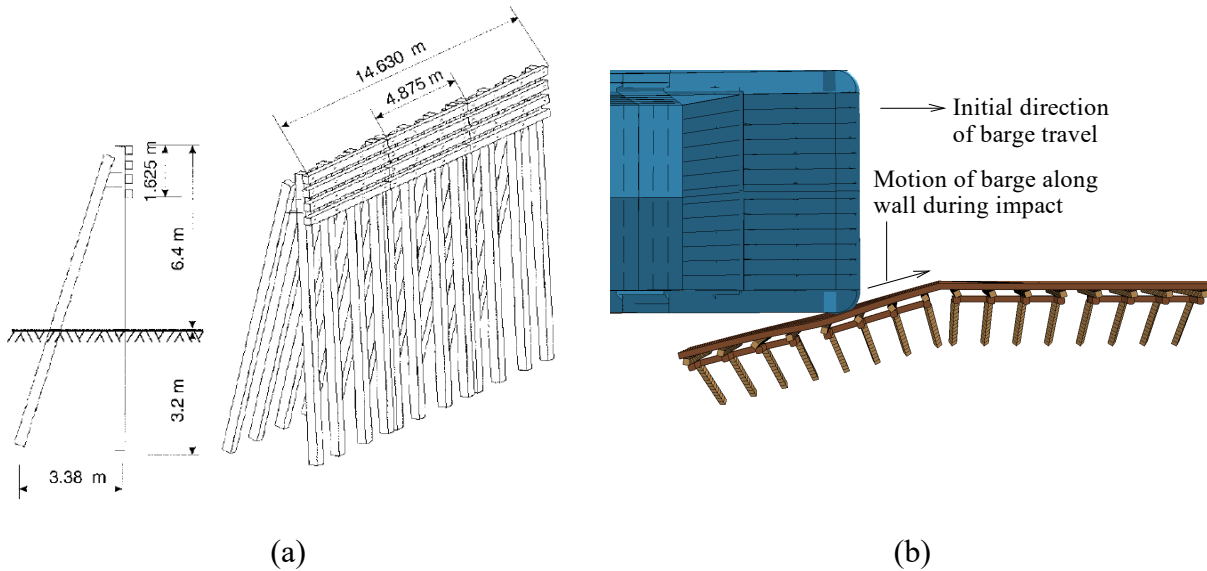 14.630 m
4.875 m
1.625 m
6.4 m
3.2 m
3.38 m
Initial direction
of barge travel
Motion of barge along
wall during impact
(a)
(b)